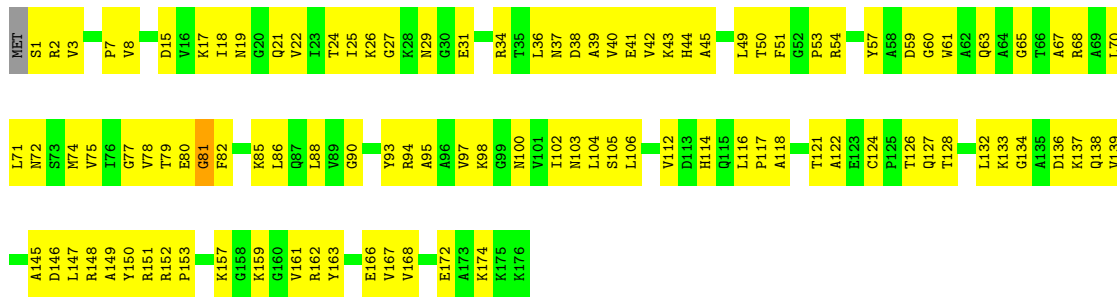 MET S1 R2 V3 P7 V8 D15 V16 K17 I18 N19 G20 Q21 V22 I23 T24 I25 K26 G27 K28 N29 G30 E31 R34 T35 L36 N37 D38 A39 V40 E41 V42 K43 H44 A45 L49 T50 F51 G52 P53 R54 Y57 A58 D59 G60 W61 A62 Q63 A64 G65 T66 A67 R68 A69 L70
L71 N72 S73 M74 V75 I76 G77 V78 T79 E80 G81 F82 K85 L86 Q87 L88 V89 G90 Y93 R94 A95 A96 V97 K98 G99 N100 V101 I102 N103 L104 S105 L106 V112 D113 H114 Q115 L116 P117 A118 T121 A122 E123 C124 P125 T126 Q127 T128 L132 K133 G134 A135 D136 K137 Q138 V139
A145 D146 L147 R148 A149 Y150 R151 R152 P153 K157 G158 K159 G160 V161 R162 Y163 E166 V167 V168 E172 A173 K174 K175 K176